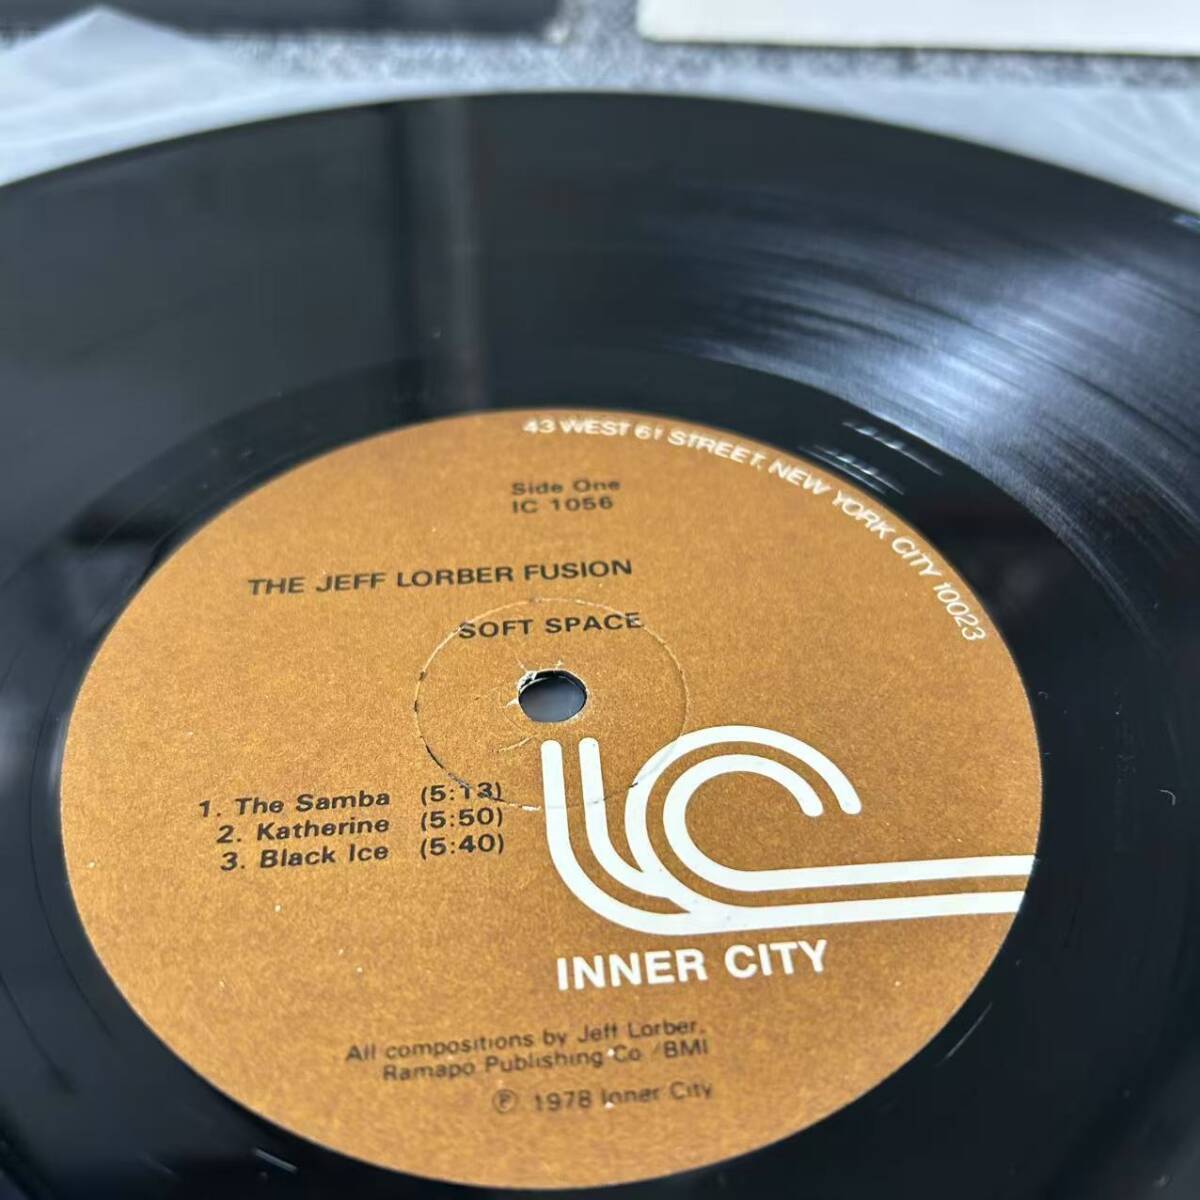 43 WEST 61 STREET, NEW YORK CITY 10023
Side One
IC 1056
THE JEFF LORBER FUSION
SOFT SPACE
1. The Samba (5:13)
2. Katherine (5:50)
3. Black Ice (5:40)
IC
INNER CITY
All compositions by Jeff Lorber.
Ramapo Publishing Co./BMI
℗ 1978 Inner City